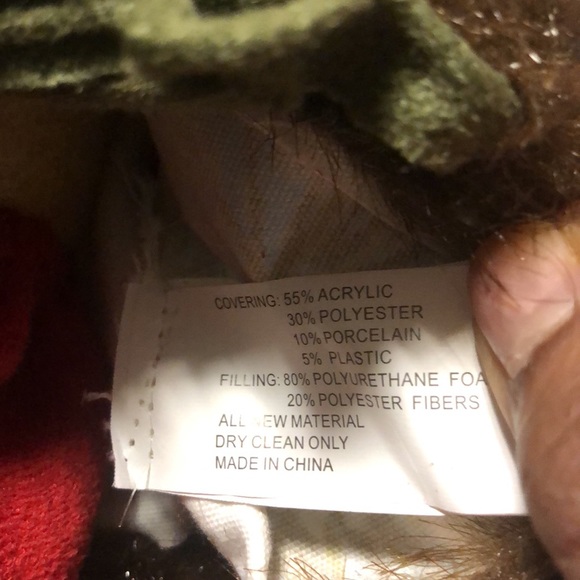 COVERING: 55% ACRYLIC
30% POLYESTER
10% PORCELAIN
5% PLASTIC
FILLING: 80% POLYURETHANE FOA
20% POLYESTER FIBERS
ALL NEW MATERIAL
DRY CLEAN ONLY
MADE IN CHINA